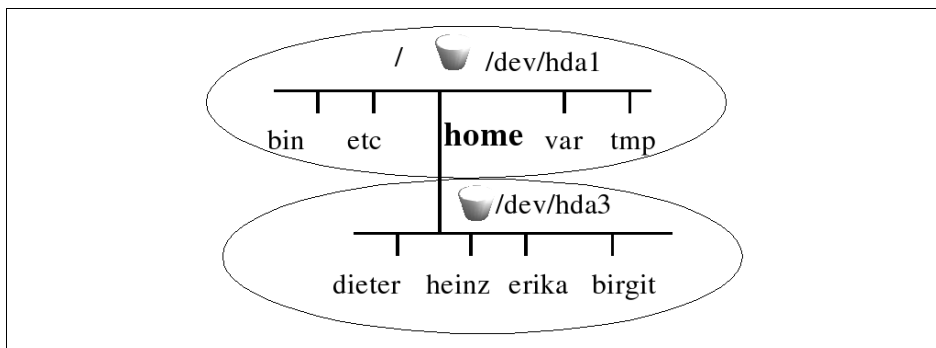 / /dev/hda1
bin etc home var tmp
/dev/hda3
dieter heinz erika birgit